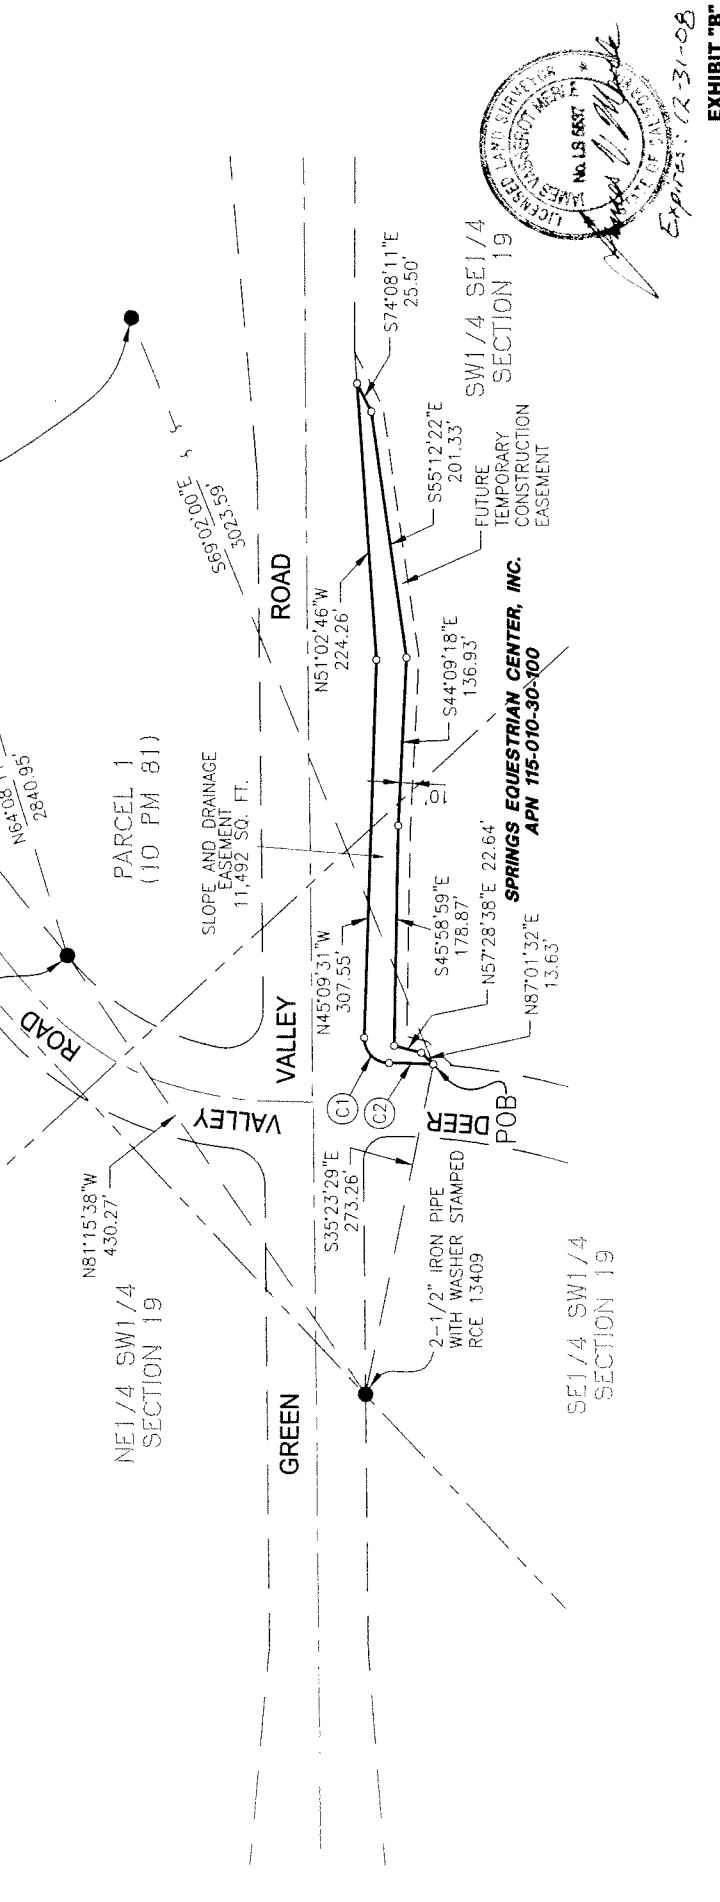 S69°02'00"E
3023.59'
2840.95'
PARCEL 1
(10 PM 81)
ROAD
VALLEY
N81°15'38"W
430.27'
NE1/4 SW1/4
SECTION 19
GREEN
VALLEY
ROAD
SLOPE AND DRAINAGE
EASEMENT
11,492 SQ. FT.
N45°09'31"W
307.55'
N51°02'46"W
224.26'
S74°08'11"E
25.50'
SW1/4 SE1/4
SECTION 19
S55°12'22"E
201.33'
FUTURE
TEMPORARY
CONSTRUCTION
EASEMENT
S44°09'18"E
136.93'
10'
SPRINGS EQUESTRIAN CENTER, INC.
APN 115-010-30-100
S45°58'59"E
178.87'
N57°28'38"E 22.64'
N87°01'32"E
13.63'
C1
C2
DEER
POB
S35°23'29"E
273.26'
2-1/2" IRON PIPE
WITH WASHER STAMPED
RCE 13409
SE1/4 SW1/4
SECTION 19
LICENSED LAND SURVEYOR
No. LS 5537
STATE OF CALIFORNIA
Expires: 12-31-08
EXHIBIT "B"